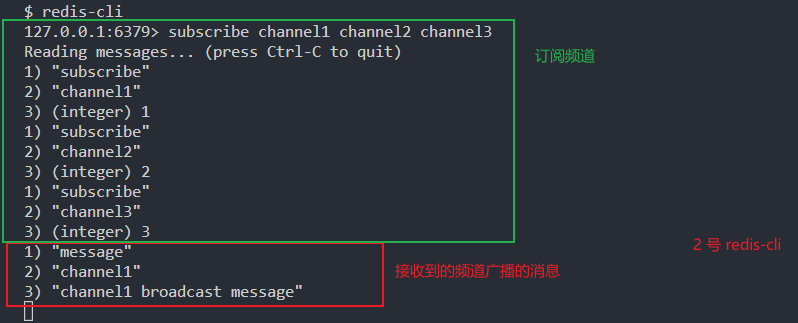 $ redis-cli
127.0.0.1:6379> subscribe channel1 channel2 channel3
Reading messages... (press Ctrl-C to quit)
订阅频道
1) "subscribe"
2) "channel1"
3) (integer) 1
1) "subscribe"
2) "channel2"
3) (integer) 2
1) "subscribe"
2) "channel3"
3) (integer) 3
2 号 redis-cli
1) "message"
2) "channel1"
接收到的频道广播的消息
3) "channel1 broadcast message"